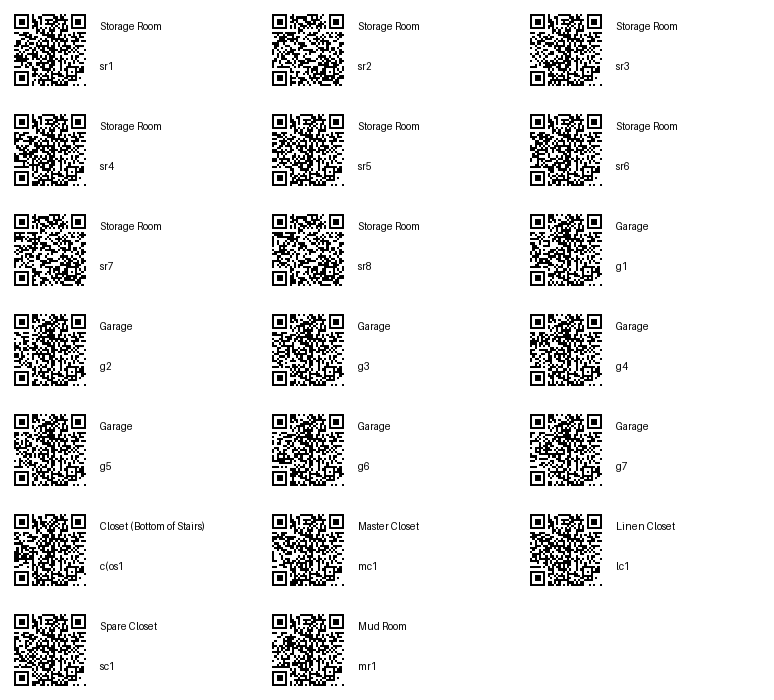 Storage Room
sr1
Storage Room
sr2
Storage Room
sr3
Storage Room
sr4
Storage Room
sr5
Storage Room
sr6
Storage Room
sr7
Storage Room
sr8
Garage
g1
Garage
g2
Garage
g3
Garage
g4
Garage
g5
Garage
g6
Garage
g7
Closet (Bottom of Stairs)
c(os1
Master Closet
mc1
Linen Closet
lc1
Spare Closet
sc1
Mud Room
mr1